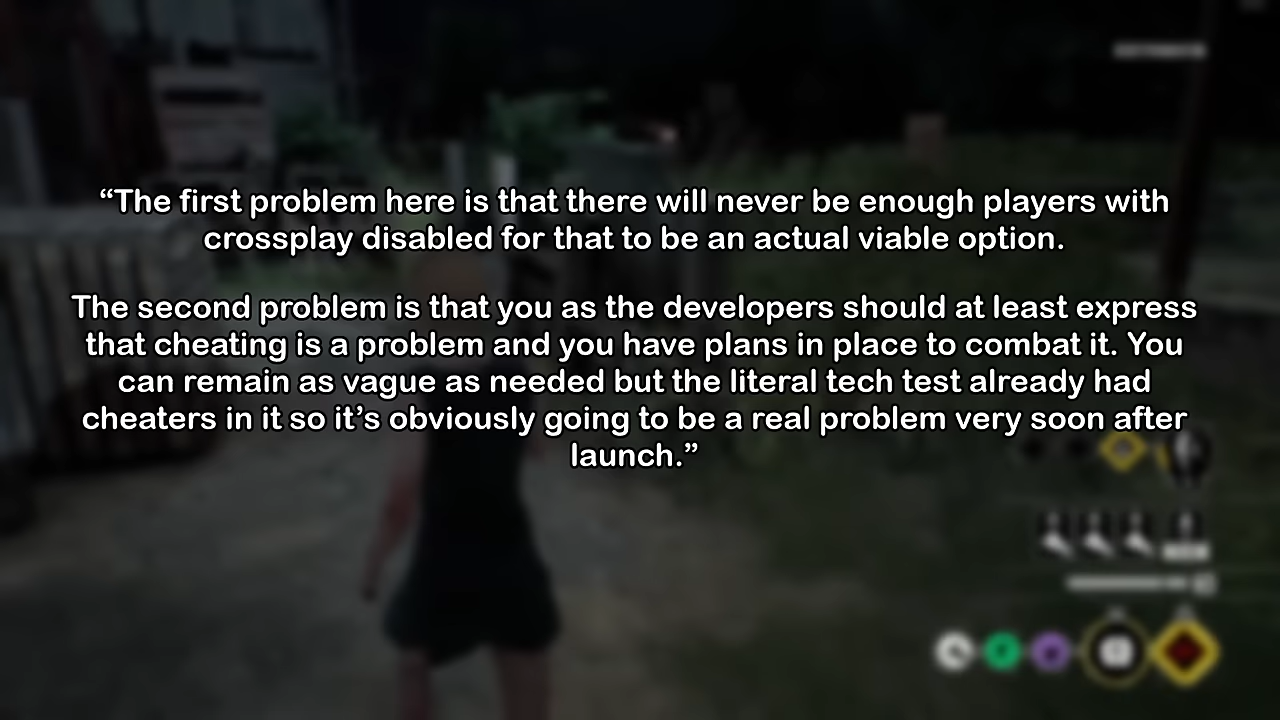 “The first problem here is that there will never be enough players with
crossplay disabled for that to be an actual viable option.
The second problem is that you as the developers should at least express
that cheating is a problem and you have plans in place to combat it. You
can remain as vague as needed but the literal tech test already had
cheaters in it so it’s obviously going to be a real problem very soon after
launch.”